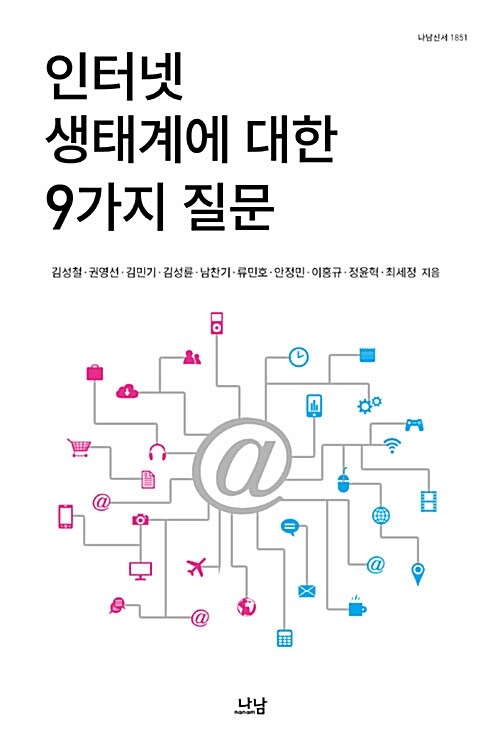 나남신서 1851
인터넷
생태계에 대한
9가지 질문
김성철·권영선·김민기·김성륜·남찬기·류민호·안정민·이홍규·정윤혁·최세정 지음
@
@
@
@
나남
nanam